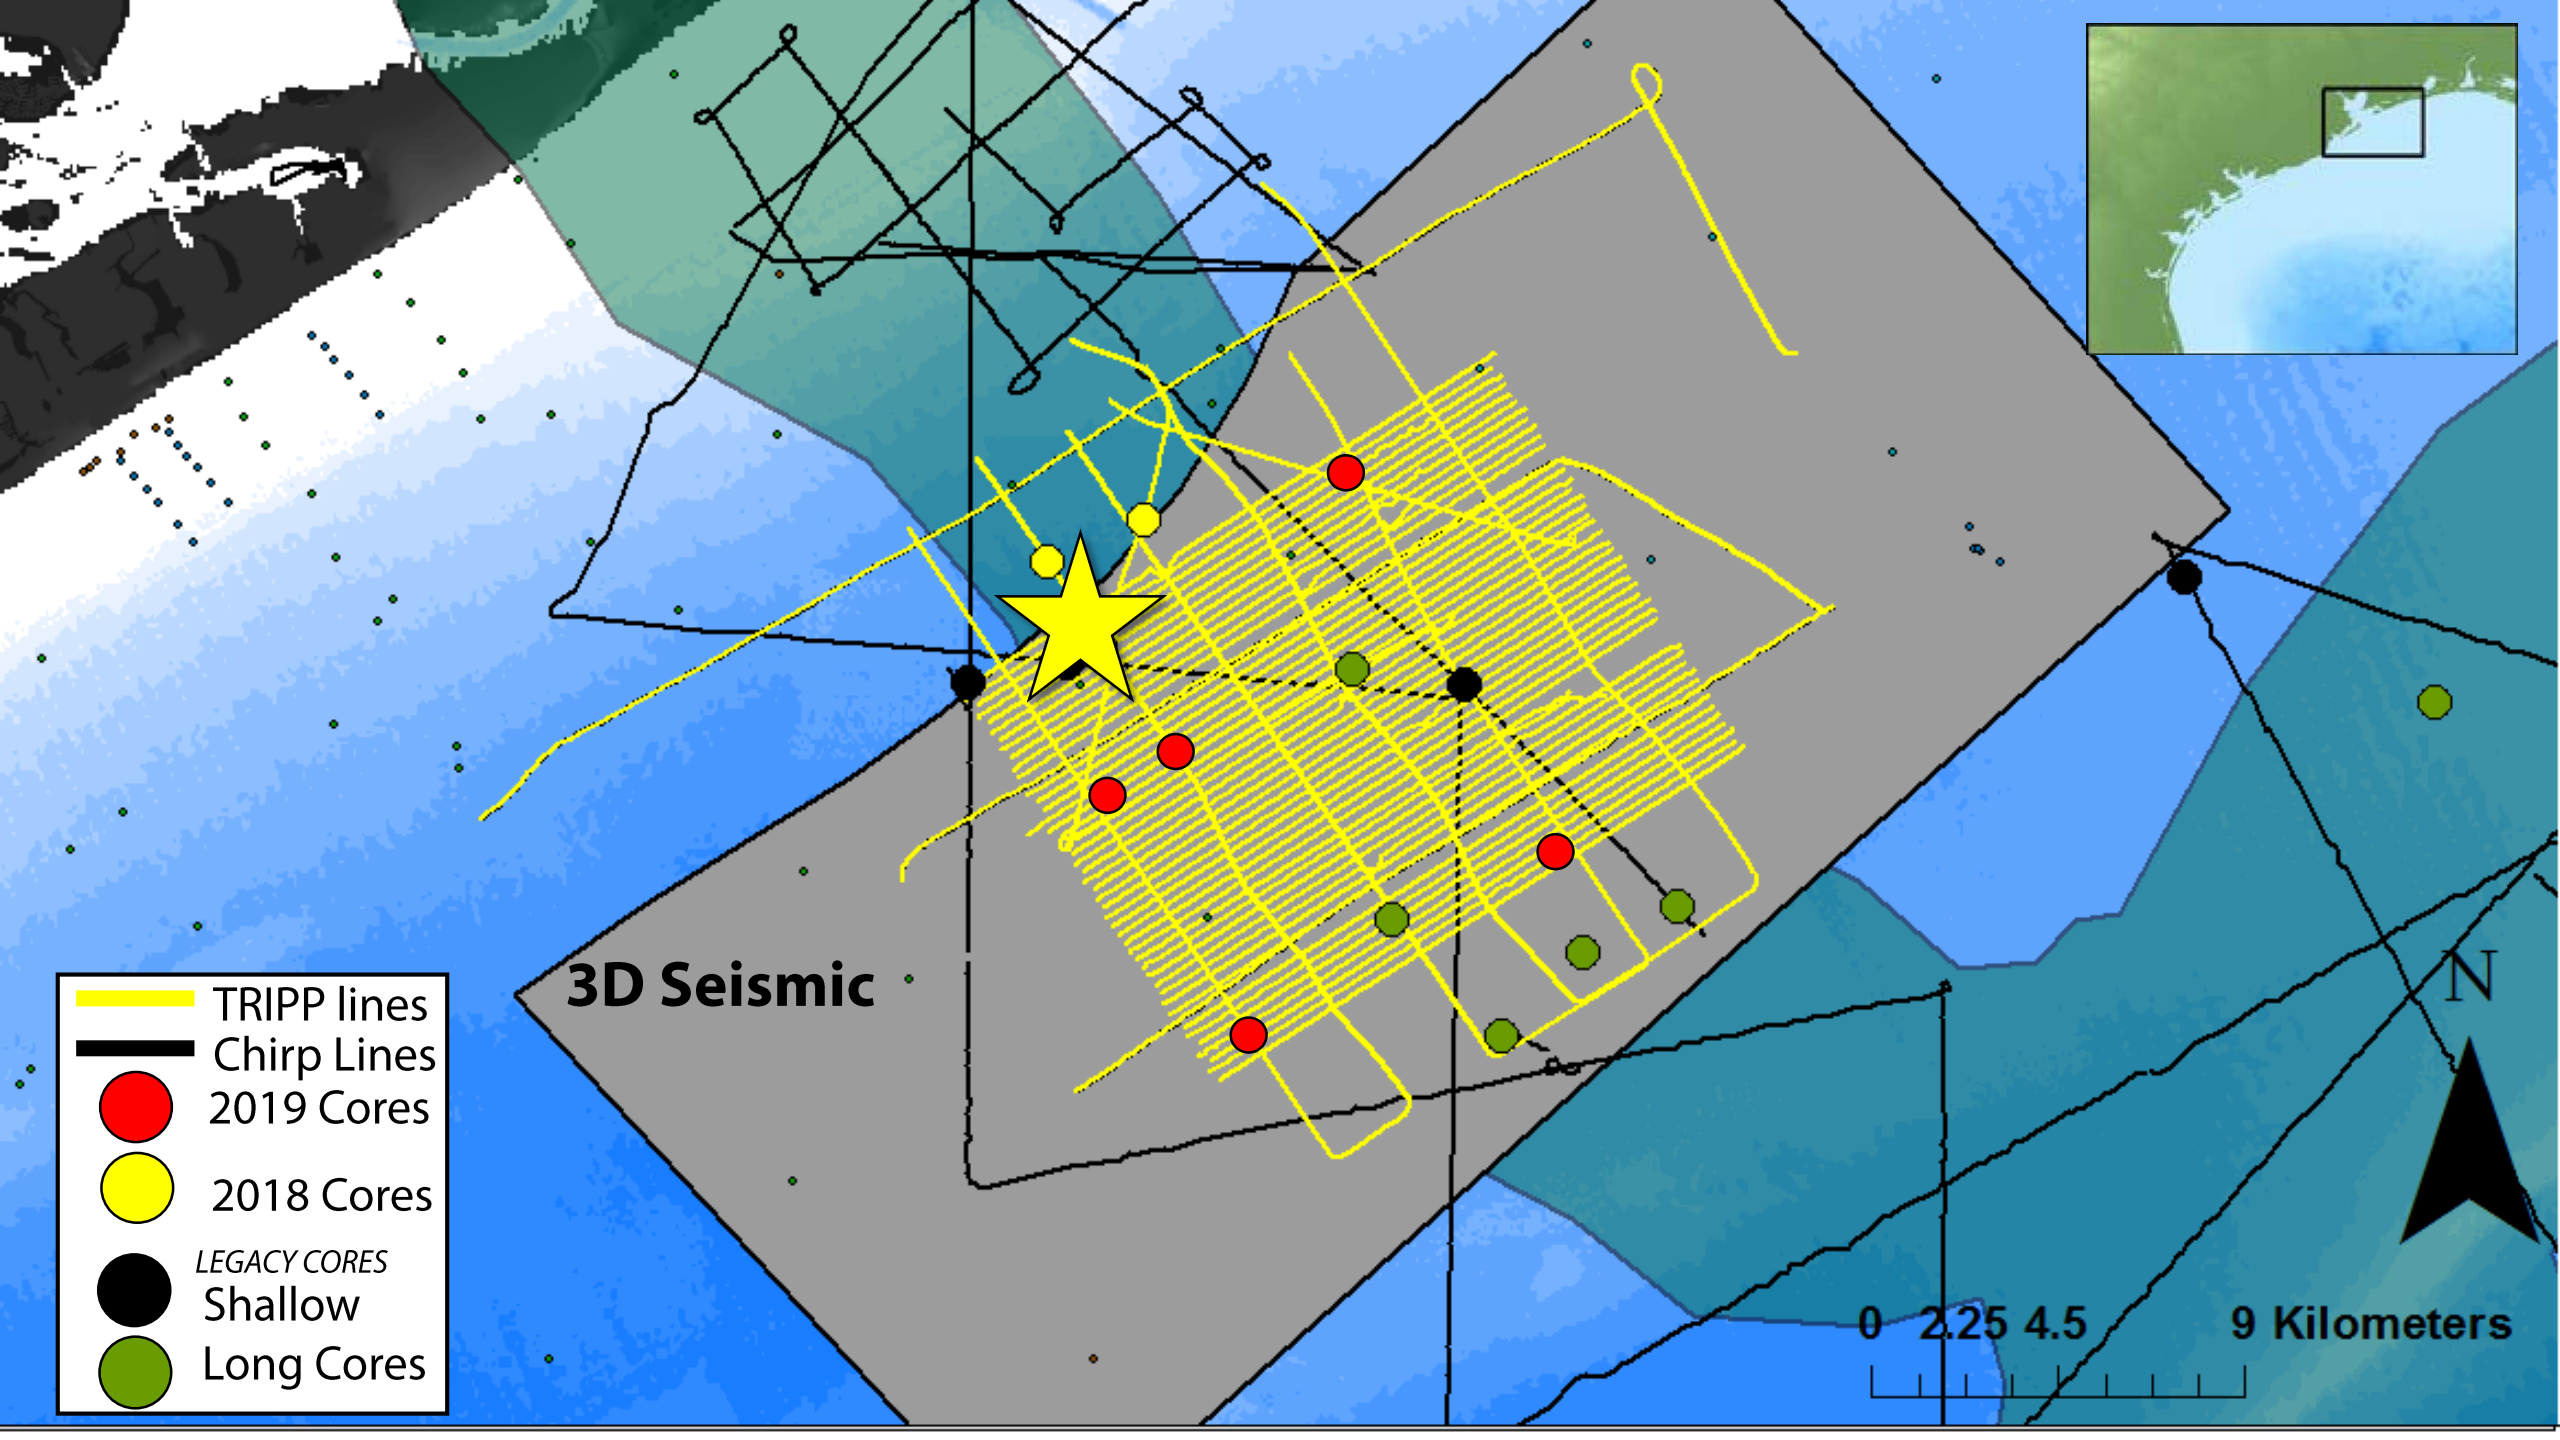 3D Seismic
TRIPP lines
Chirp Lines
2019 Cores
2018 Cores
LEGACY CORES
Shallow
Long Cores
N
0 2.25 4.5 9 Kilometers